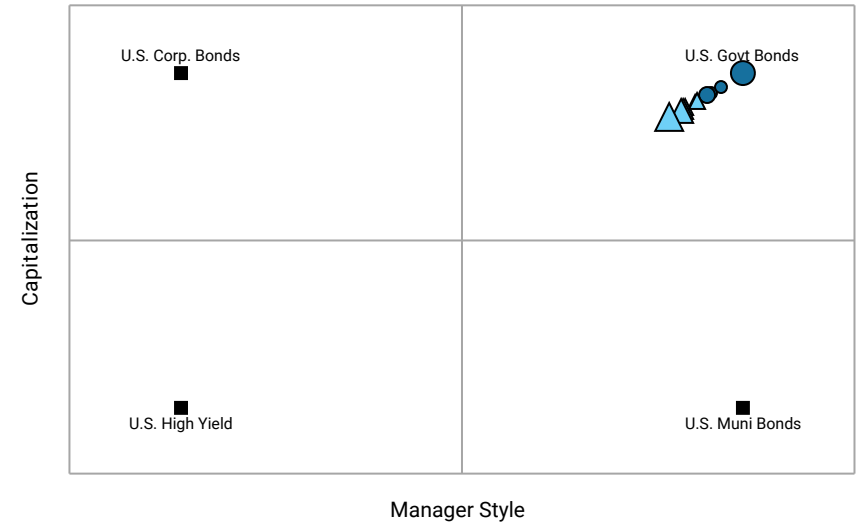 U.S. Corp. Bonds
U.S. Govt Bonds
Capitalization
U.S. High Yield
U.S. Muni Bonds
Manager Style